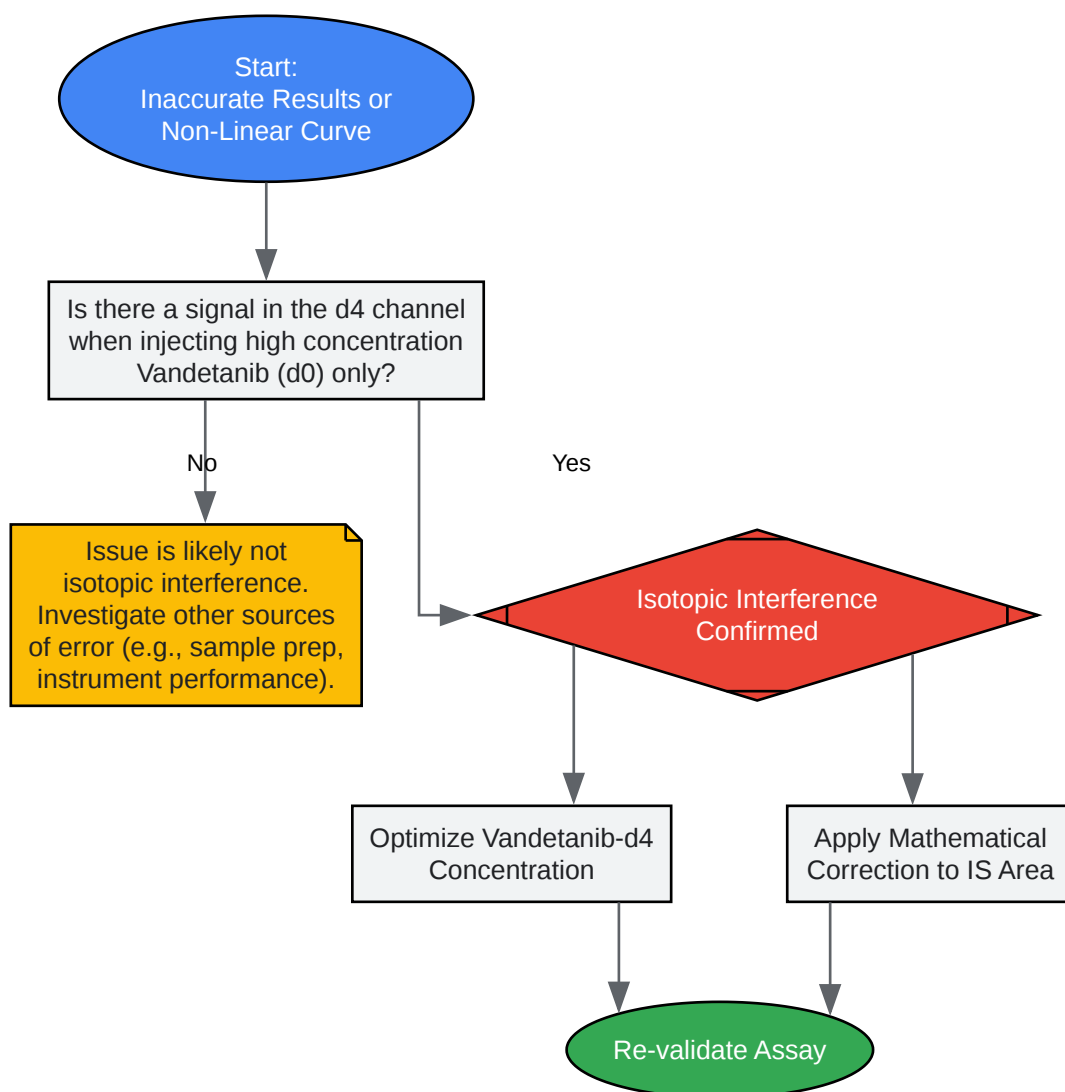 Start:
Inaccurate Results or
Non-Linear Curve
Is there a signal in the d4 channel
when injecting high concentration
Vandetanib (d0) only?
No
Yes
Issue is likely not
isotopic interference.
Investigate other sources
of error (e.g., sample prep,
instrument performance).
Isotopic Interference
Confirmed
Optimize Vandetanib-d4
Concentration
Apply Mathematical
Correction to IS Area
Re-validate Assay